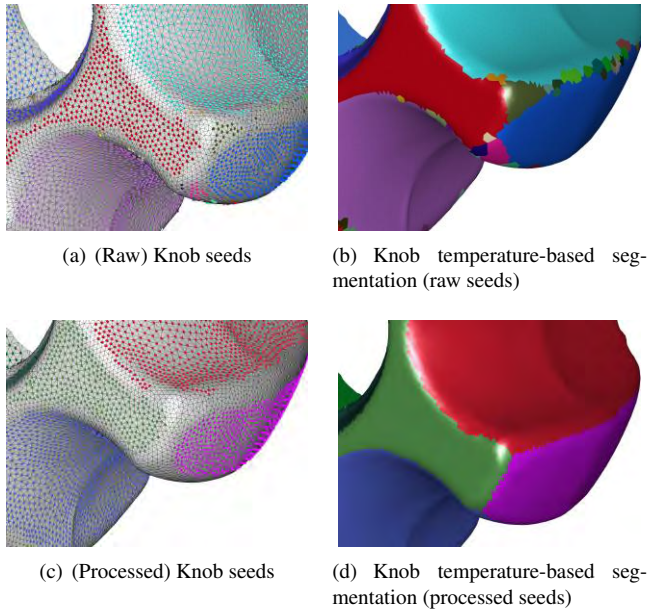 (a) (Raw) Knob seeds
(b) Knob temperature-based seg-
mentation (raw seeds)
(c) (Processed) Knob seeds
(d) Knob temperature-based seg-
mentation (processed seeds)